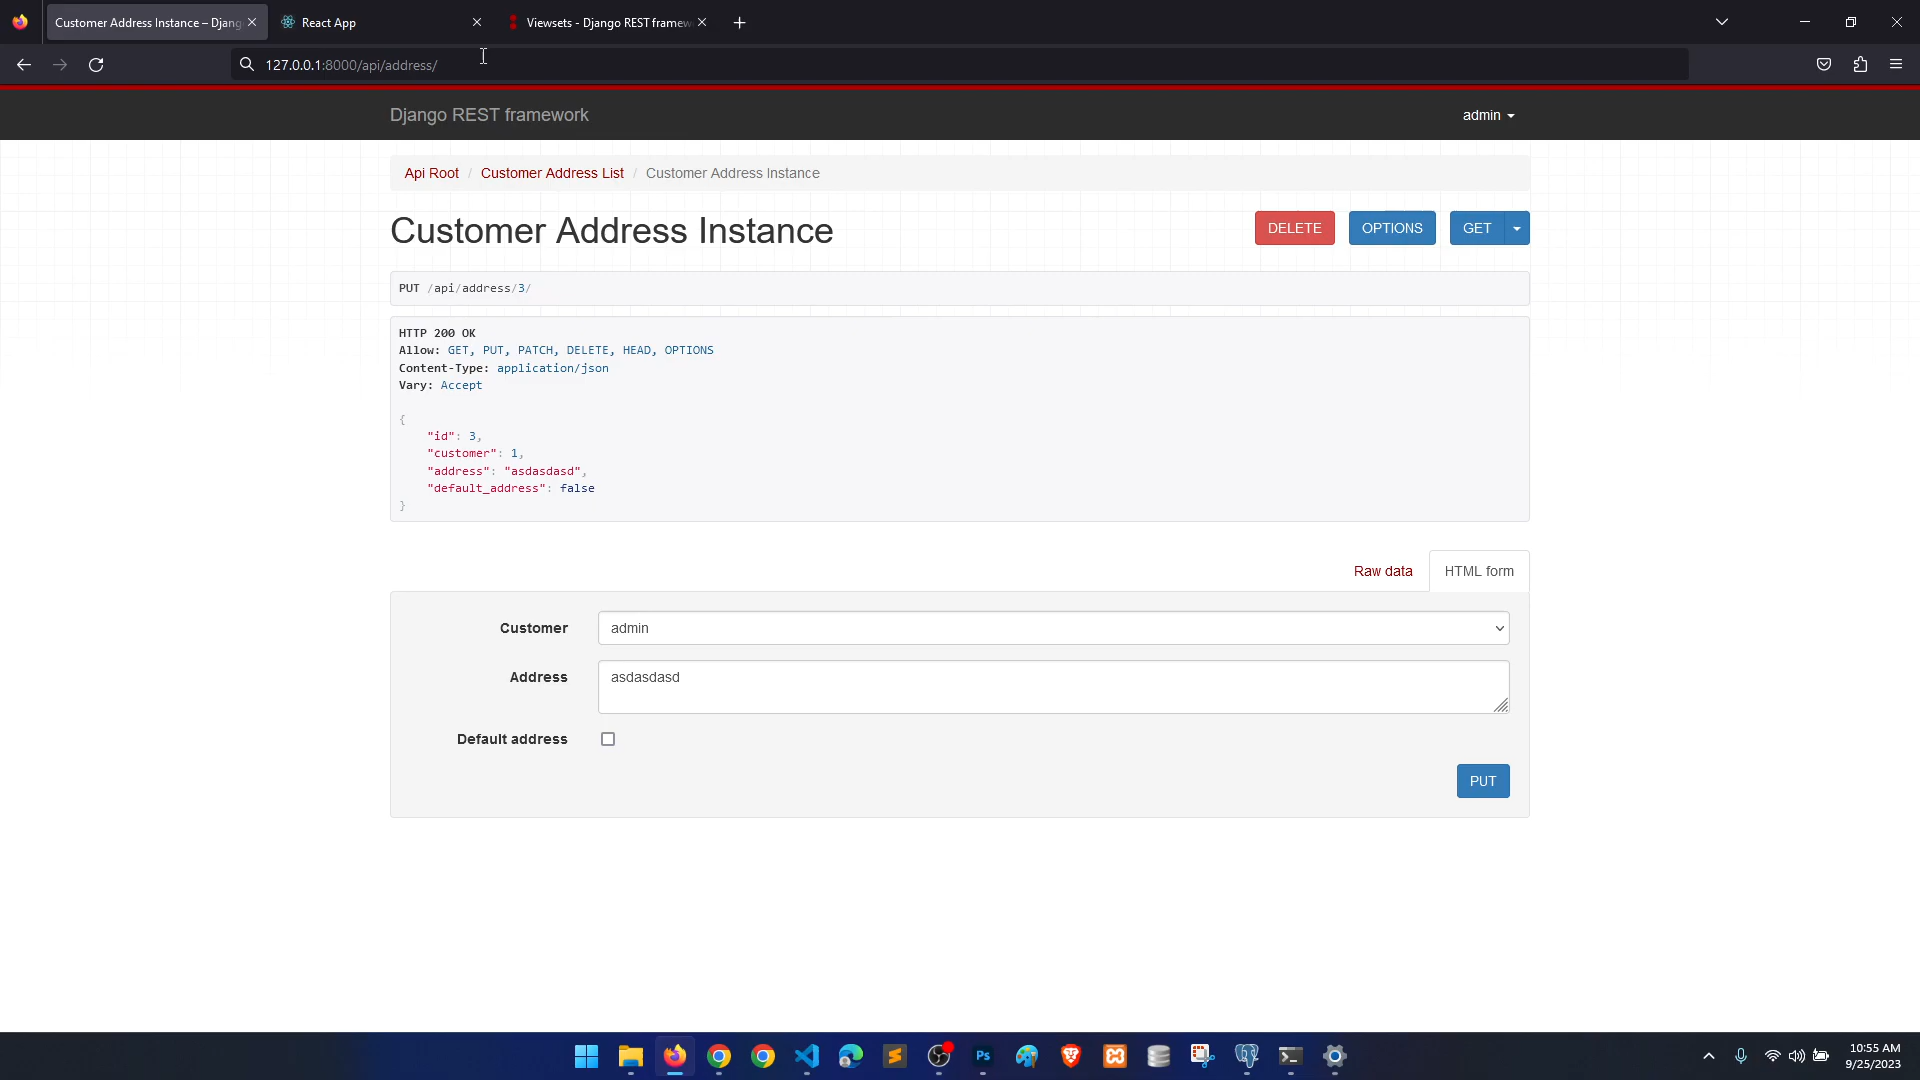 Customer Address Instance – Djang
React App
Viewsets - Django REST framew
127.0.0.1:8000/api/address/
Django REST framework
admin
Api Root / Customer Address List / Customer Address Instance
Customer Address Instance
DELETE
OPTIONS
GET
PUT /api/address/3/
HTTP 200 OK
Allow: GET, PUT, PATCH, DELETE, HEAD, OPTIONS
Content-Type: application/json
Vary: Accept
{
"id": 3,
"customer": 1,
"address": "asdasdasd",
"default_address": false
}
Raw data
HTML form
Customer
admin
Address
asdasdasd
Default address
PUT
Ps
10:55 AM
9/25/2023